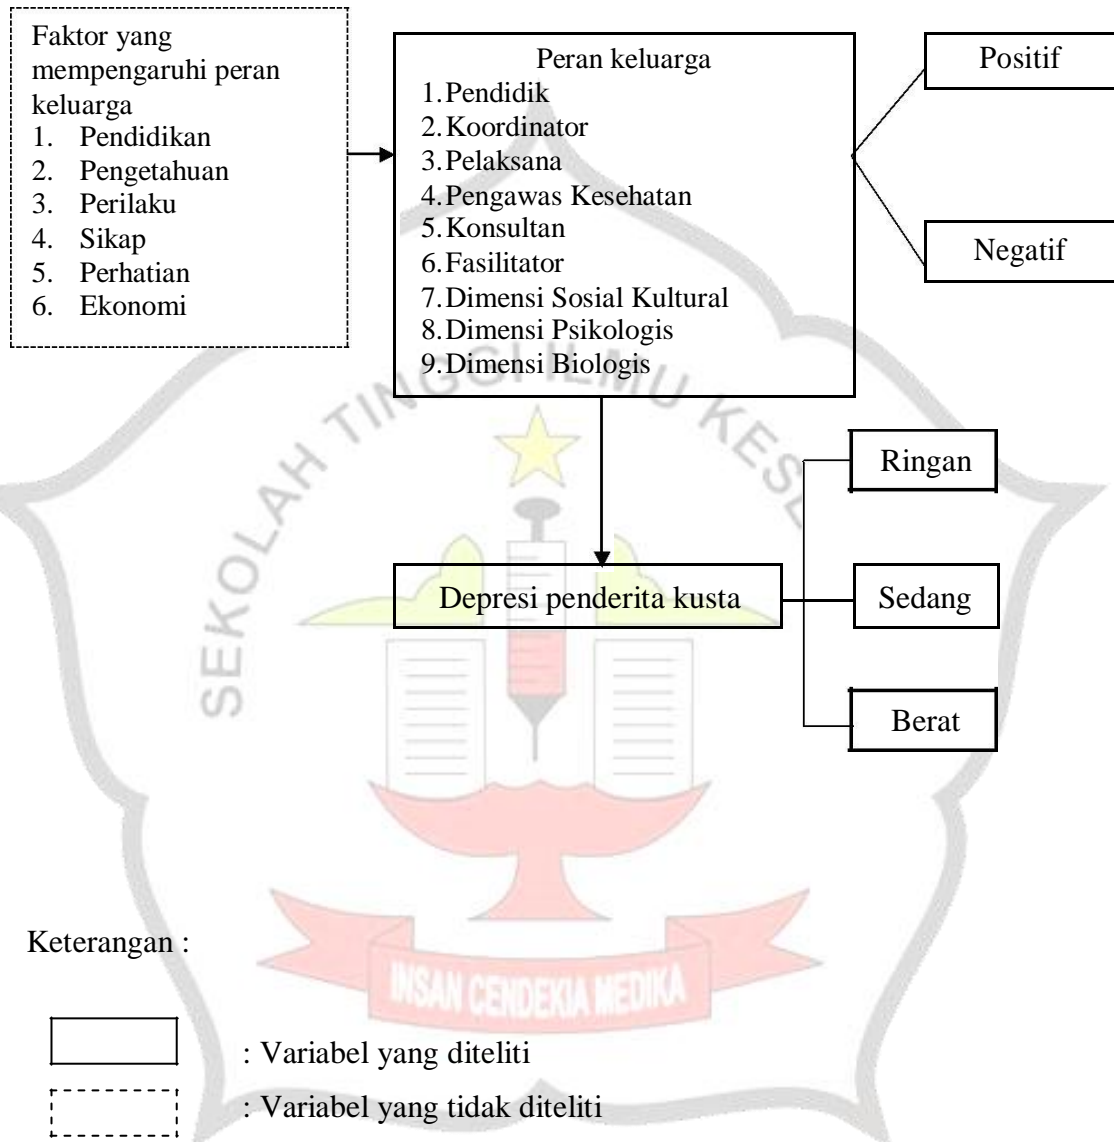 Faktor yang
mempengaruhi peran
keluarga
1. Pendidikan
2. Pengetahuan
3. Perilaku
4. Sikap
5. Perhatian
6. Ekonomi
Peran keluarga
1. Pendidik
2. Koordinator
3. Pelaksana
4. Pengawas Kesehatan
5. Konsultan
6. Fasilitator
7. Dimensi Sosial Kultural
8. Dimensi Psikologis
9. Dimensi Biologis
Positif
Negatif
Depresi penderita kusta
Ringan
Sedang
Berat
SEKOLAH TINGGI ILMU KESE
INSAN CENDEKIA MEDIKA
Keterangan :
: Variabel yang diteliti
: Variabel yang tidak diteliti